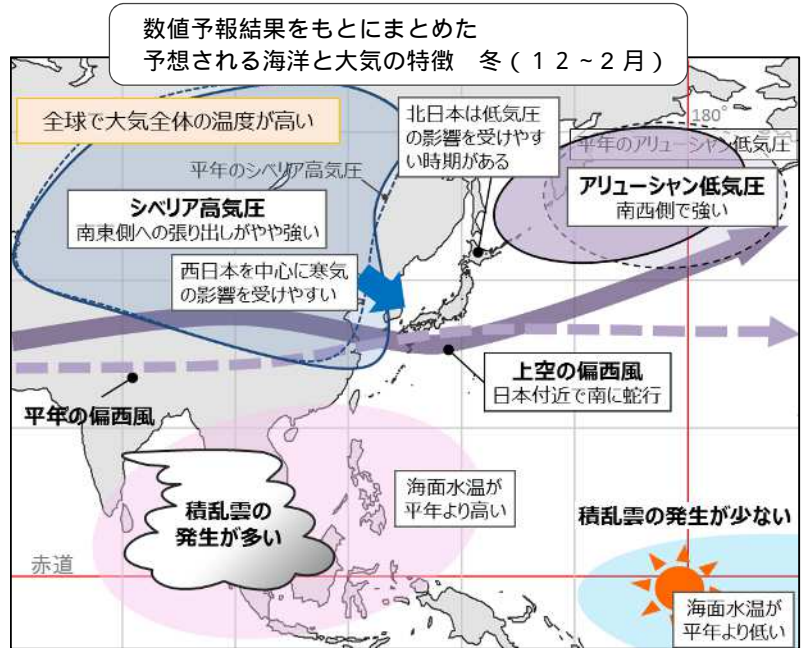 数値予報結果をもとにまとめた
予想される海洋と大気の特徴　冬（１２～２月）
全球で大気全体の温度が高い
北日本は低気圧
の影響を受けやす
い時期がある
180°
平年のアリューシャン低気圧
平年のシベリア高気圧
アリューシャン低気圧
南西側で強い
シベリア高気圧
南東側への張り出しがやや強い
西日本を中心に寒気
の影響を受けやすい
上空の偏西風
日本付近で南に蛇行
平年の偏西風
海面水温が
平年より高い
積乱雲の
発生が多い
積乱雲の発生が少ない
赤道
海面水温が
平年より低い